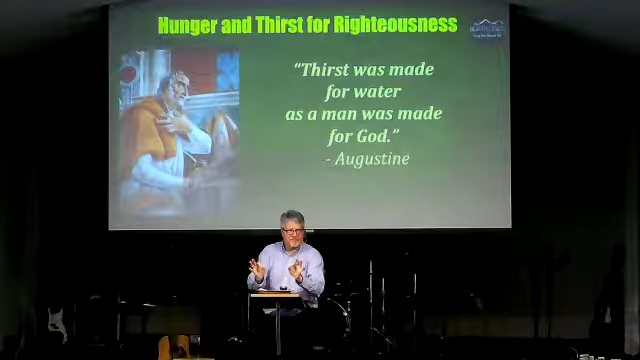 Hunger and Thirst for Righteousness
“Thirst was made
for water
as a man was made
for God.”
- Augustine